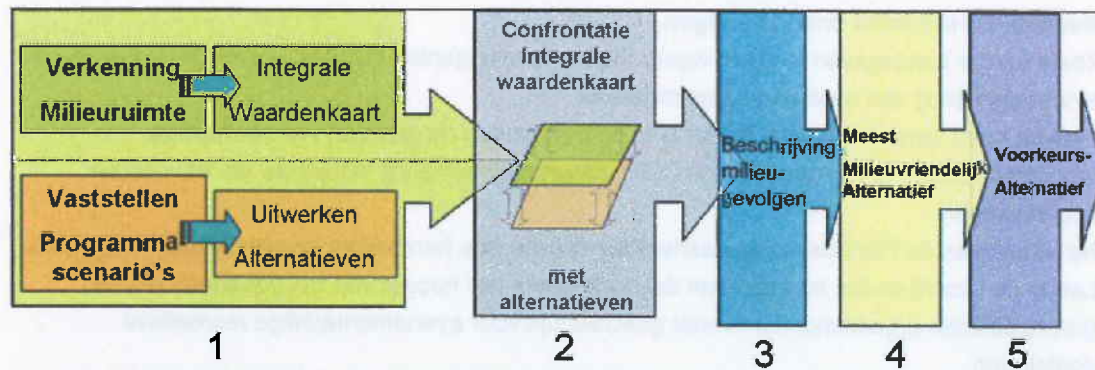 Verkenning
Milieuruimte
Integrale
Waardenkaart
Vaststellen
Programma
scenario's
Uitwerken
Alternatieven
1
Confrontatie
Integrale
waardenkaart
met
alternatieven
2
Beschrijving
milieu-
gevolgen
3
Meest
Milieuvriendelijk
Alternatief
4
Voorkeurs-
Alternatief
5